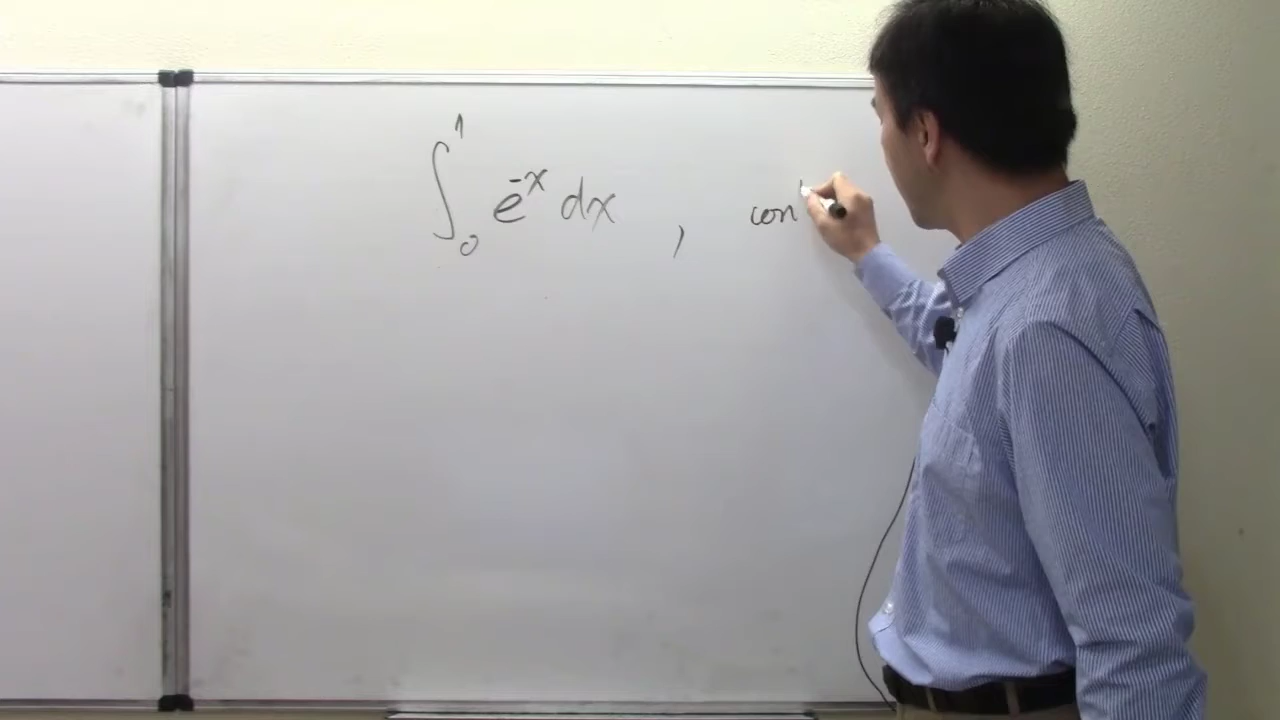 ∫₀¹ e⁻ˣ dx , con